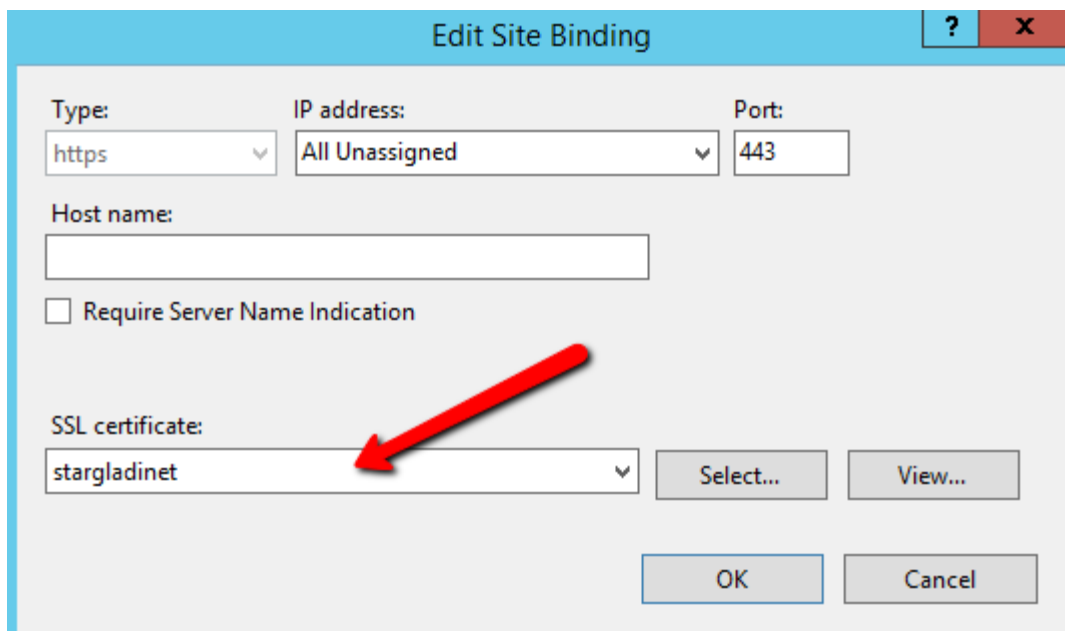 Edit Site Binding
?
x
Type:
IP address:
Port:
https
All Unassigned
443
Host name:
Require Server Name Indication
SSL certificate:
stargladinet
Select...
View...
OK
Cancel